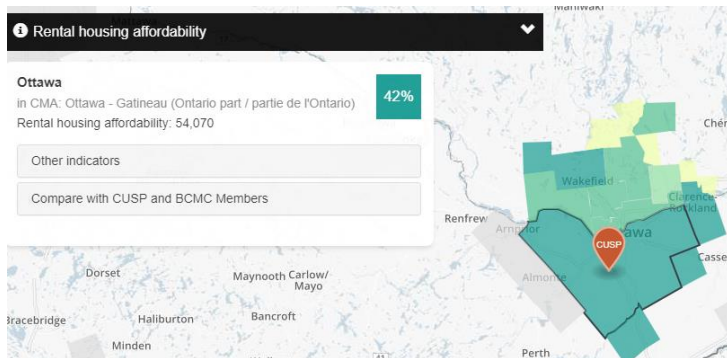 Maniwaki
Rental housing affordability
Ottawa
in CMA: Ottawa - Gatineau (Ontario part / partie de l'Ontario)
42%
Rental housing affordability: 54,070
Other indicators
Compare with CUSP and BCMC Members
Chén
Wakefield
Clarence-
Rockland
Renfrew
Arnprior
CUSP
awa
Casse
Almonte
Dorset
Maynooth
Carlow/
Mayo
Bracebridge
Haliburton
Bancroft
Minden
Perth